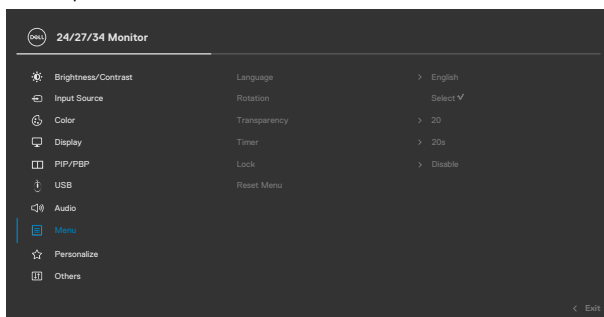 DELL 24/27/34 Monitor
Brightness/Contrast Language > English
Input Source Rotation Select √
Color Transparency > 20
Display Timer > 20s
PIP/PBP Lock > Disable
USB Reset Menu
Audio
Menu
Personalize
Others
< Exit